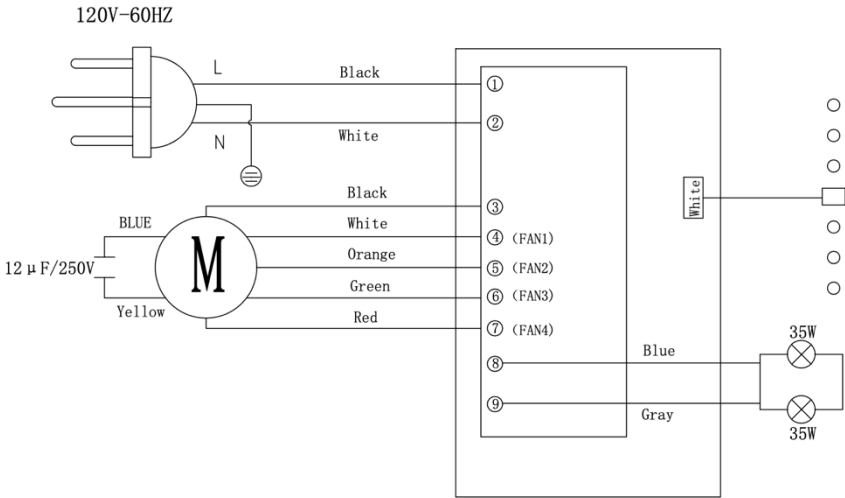 120V-60HZ
L
Black
①
N
White
②
White
Black
③
BLUE
White
④ (FAN1)
12μF/250V
M
Orange
⑤ (FAN2)
Green
⑥ (FAN3)
Yellow
Red
⑦ (FAN4)
35W
⑧
Blue
⑨
Gray
35W